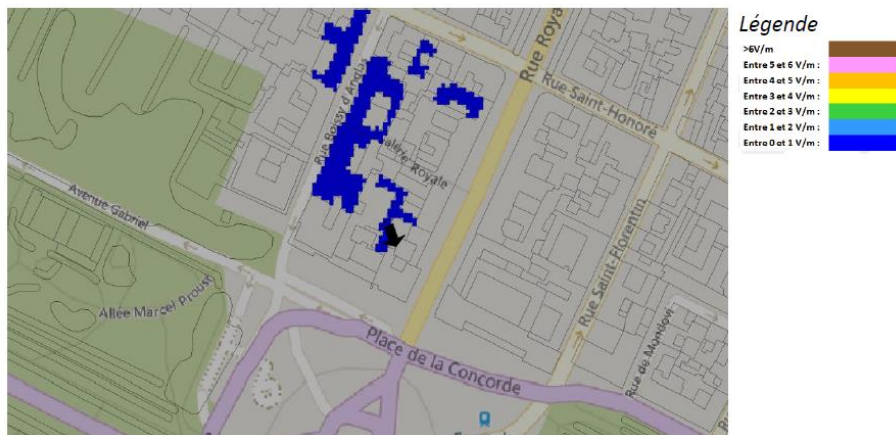 Légende
>6V/m
Entre 5 et 6 V/m :
Entre 4 et 5 V/m :
Entre 3 et 4 V/m :
Entre 2 et 3 V/m :
Entre 1 et 2 V/m :
Entre 0 et 1 V/m :
Rue Roya
Rue Saint-Honoré
Rue Boissy d'Anglas
Galerie Royale
Avenue Gabriel
Allée Marcel Proust
Place de la Concorde
Rue Saint-Florentin
Rue de Mondovi